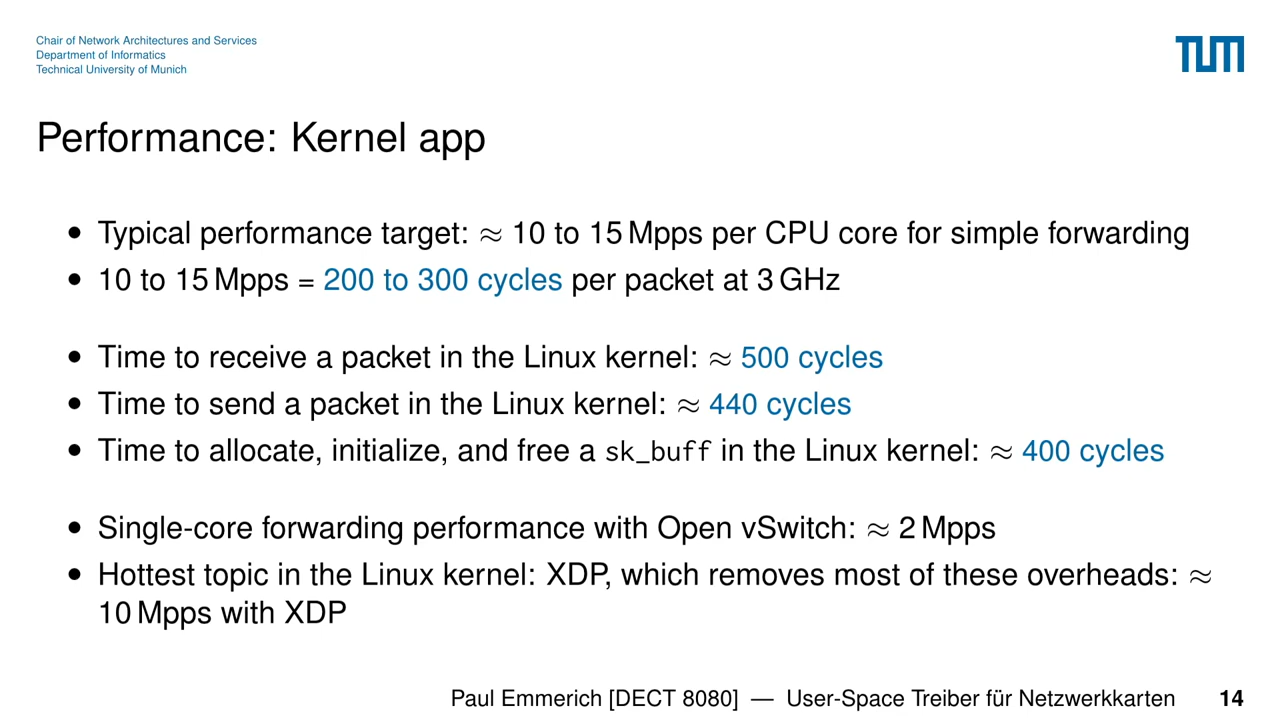 Chair of Network Architectures and Services
Department of Informatics
Technical University of Munich
TUM
Performance: Kernel app
• Typical performance target: ≈ 10 to 15 Mpps per CPU core for simple forwarding
• 10 to 15 Mpps = 200 to 300 cycles per packet at 3 GHz
• Time to receive a packet in the Linux kernel: ≈ 500 cycles
• Time to send a packet in the Linux kernel: ≈ 440 cycles
• Time to allocate, initialize, and free a sk_buff in the Linux kernel: ≈ 400 cycles
• Single-core forwarding performance with Open vSwitch: ≈ 2 Mpps
• Hottest topic in the Linux kernel: XDP, which removes most of these overheads: ≈
10 Mpps with XDP
Paul Emmerich [DECT 8080] — User-Space Treiber für Netzwerkkarten 14